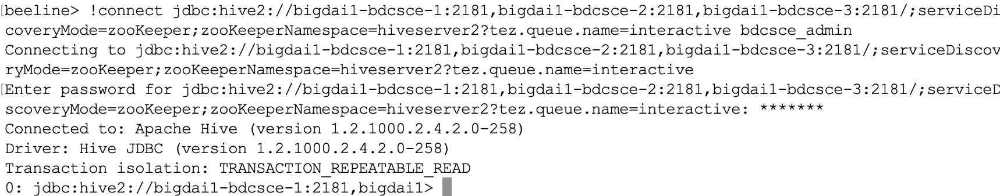 [beeline> !connect jdbc:hive2://bigdai1-bdcsce-1:2181,bigdai1-bdcsce-2:2181,bigdai1-bdcsce-3:2181/;serviceDi
coveryMode=zooKeeper;zooKeeperNamespace=hiveserver2?tez.queue.name=interactive bdcsce_admin
Connecting to jdbc:hive2://bigdai1-bdcsce-1:2181,bigdai1-bdcsce-2:2181,bigdai1-bdcsce-3:2181/;serviceDiscov
ryMode=zooKeeper;zooKeeperNamespace=hiveserver2?tez.queue.name=interactive
[Enter password for jdbc:hive2://bigdai1-bdcsce-1:2181,bigdai1-bdcsce-2:2181,bigdai1-bdcsce-3:2181/;serviceD
scoveryMode=zooKeeper;zooKeeperNamespace=hiveserver2?tez.queue.name=interactive: *******
Connected to: Apache Hive (version 1.2.1000.2.4.2.0-258)
Driver: Hive JDBC (version 1.2.1000.2.4.2.0-258)
Transaction isolation: TRANSACTION_REPEATABLE_READ
0: jdbc:hive2://bigdai1-bdcsce-1:2181,bigdai1>